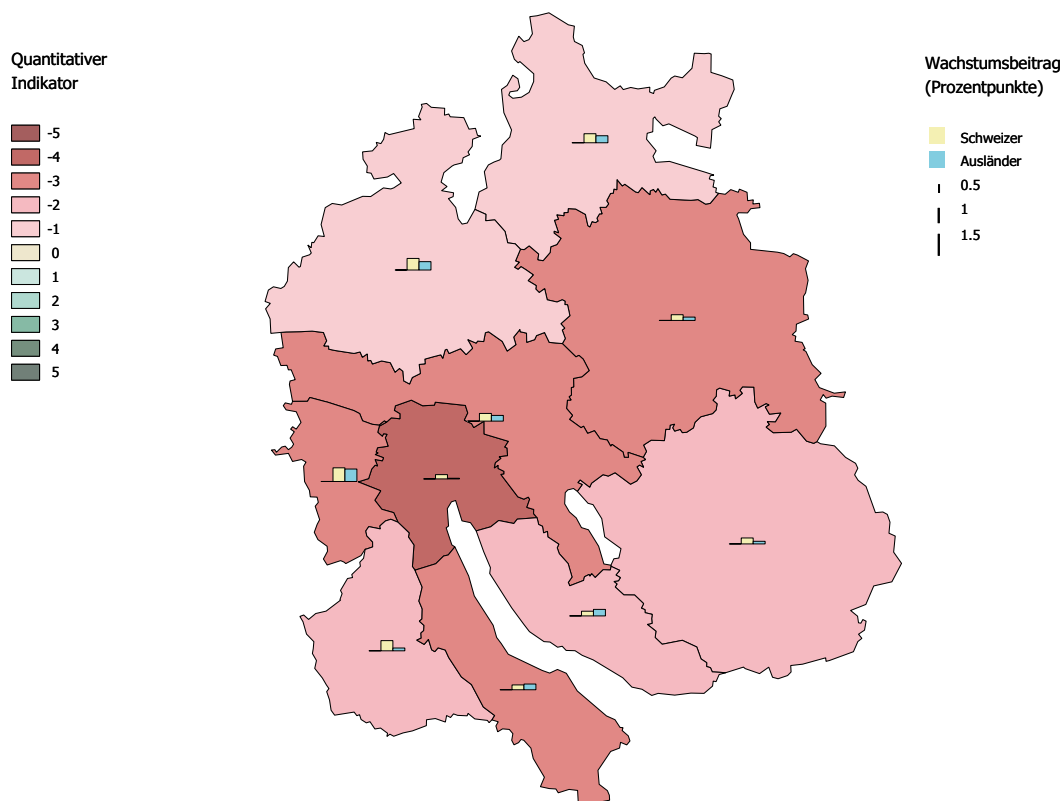 Quantitativer
Indikator
-5
-4
-3
-2
-1
0
1
2
3
4
5
Wachstumsbeitrag
(Prozentpunkte)
Schweizer
Ausländer
0.5
1
1.5